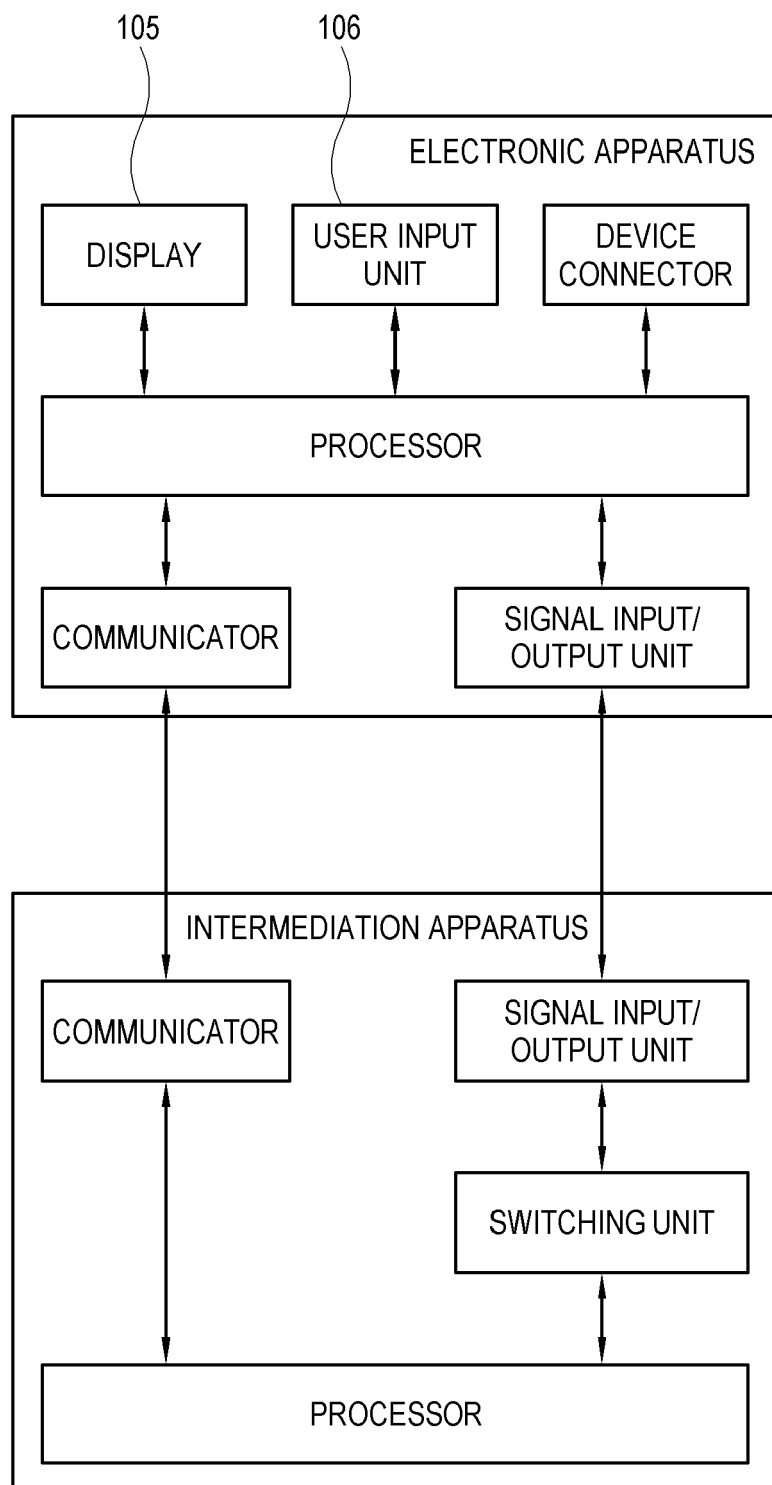 105
106
ELECTRONIC APPARATUS
DISPLAY
USER INPUT
UNIT
DEVICE
CONNECTOR
PROCESSOR
COMMUNICATOR
SIGNAL INPUT/
OUTPUT UNIT
INTERMEDIATION APPARATUS
COMMUNICATOR
SIGNAL INPUT/
OUTPUT UNIT
SWITCHING UNIT
PROCESSOR